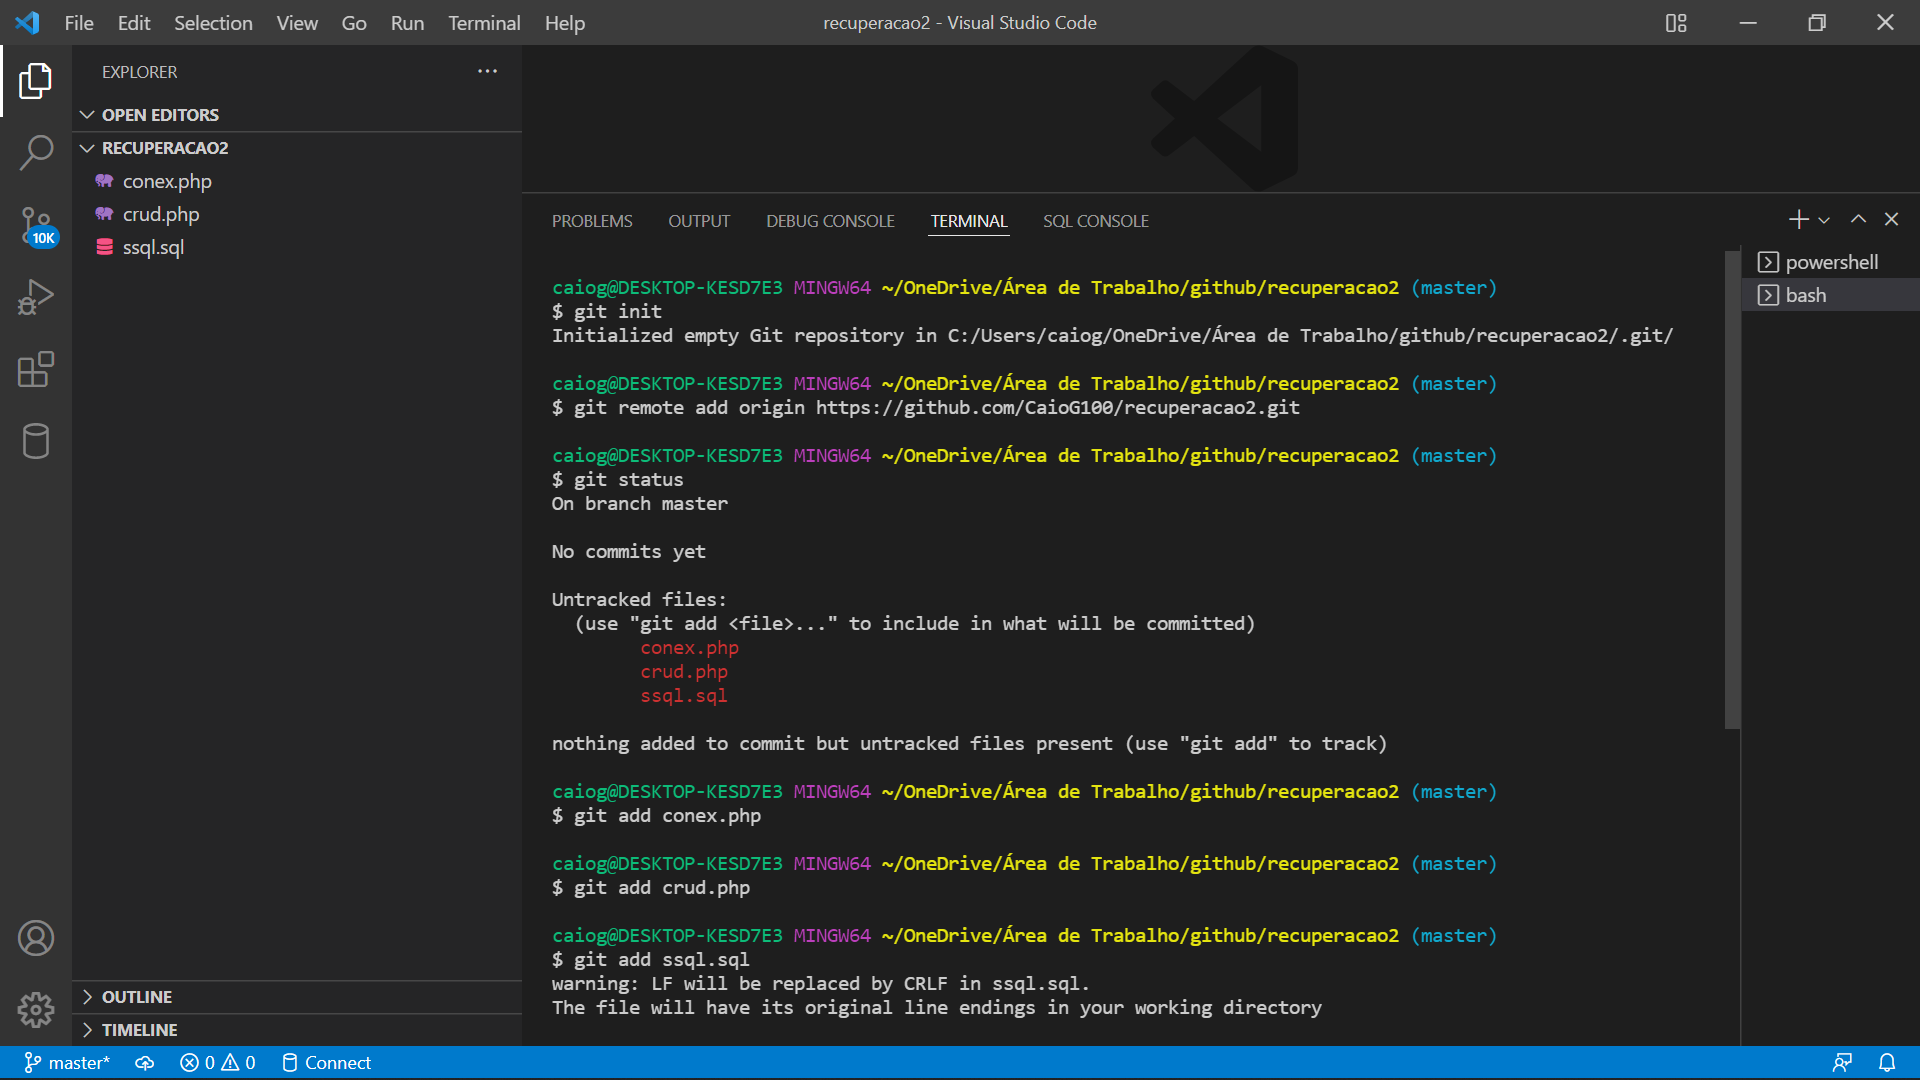 File Edit Selection View Go Run Terminal Help
recuperacao2 - Visual Studio Code
EXPLORER
OPEN EDITORS
RECUPERACAO2
conex.php
crud.php
ssql.sql
10K
OUTLINE
TIMELINE
PROBLEMS OUTPUT DEBUG CONSOLE TERMINAL SQL CONSOLE
powershell
bash
caiog@DESKTOP-KESD7E3 MINGW64 ~/OneDrive/Área de Trabalho/github/recuperacao2 (master)
$ git init
Initialized empty Git repository in C:/Users/caiog/OneDrive/Área de Trabalho/github/recuperacao2/.git/
caiog@DESKTOP-KESD7E3 MINGW64 ~/OneDrive/Área de Trabalho/github/recuperacao2 (master)
$ git remote add origin https://github.com/CaioG100/recuperacao2.git
caiog@DESKTOP-KESD7E3 MINGW64 ~/OneDrive/Área de Trabalho/github/recuperacao2 (master)
$ git status
On branch master
No commits yet
Untracked files:
(use "git add <file>..." to include in what will be committed)
conex.php
crud.php
ssql.sql
nothing added to commit but untracked files present (use "git add" to track)
caiog@DESKTOP-KESD7E3 MINGW64 ~/OneDrive/Área de Trabalho/github/recuperacao2 (master)
$ git add conex.php
caiog@DESKTOP-KESD7E3 MINGW64 ~/OneDrive/Área de Trabalho/github/recuperacao2 (master)
$ git add crud.php
caiog@DESKTOP-KESD7E3 MINGW64 ~/OneDrive/Área de Trabalho/github/recuperacao2 (master)
$ git add ssql.sql
warning: LF will be replaced by CRLF in ssql.sql.
The file will have its original line endings in your working directory
master* 0 0 Connect